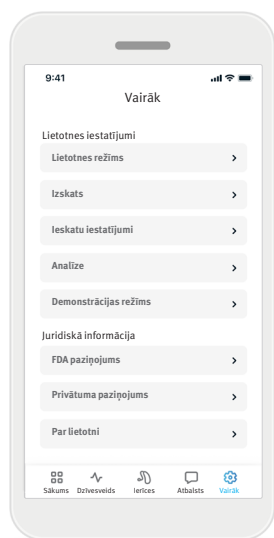 9:41
Vairāk
Lietotnes iestatījumi
Lietotnes režīms
Izskats
Ieskatu iestatījumi
Analīze
Demonstrācijas režīms
Juridiskā informācija
FDA paziņojums
Privātuma paziņojums
Par lietotni
Sākums Dzīvesveids Ierīces Atbalsts Vairāk